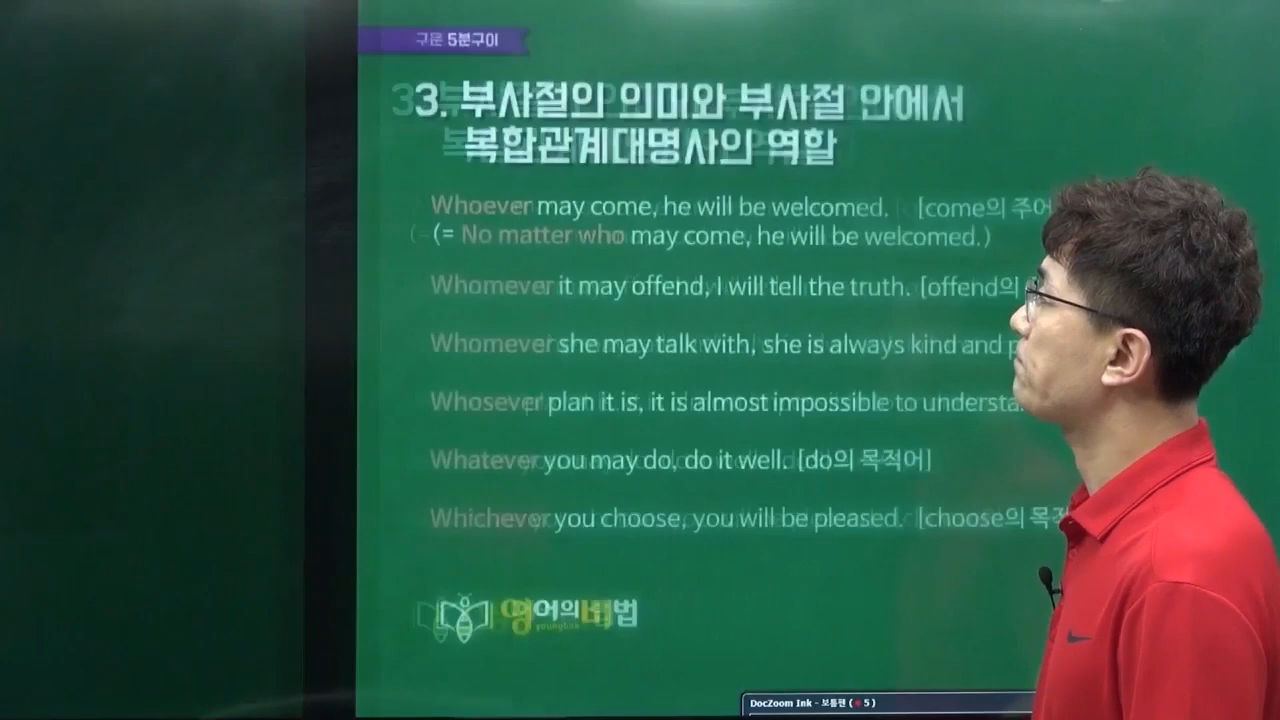 구문 5분구이
3. 부사절의 의미와 부사절 안에서
복합관계대명사의 역할
Whoever may come, he will be welcomed. [come의 주어
(= No matter who may come, he will be welcomed.)
Whomever it may offend, I will tell the truth. [offend의
Whomever she may talk with, she is always kind and
Whosever plan it is, it is almost impossible to understa
Whatever you may do, do it well. [do의 목적어]
Whichever you choose, you will be pleased. [choose의 목적
영어의 비법
DocZoom Ink - 보통펜 ( 5 )